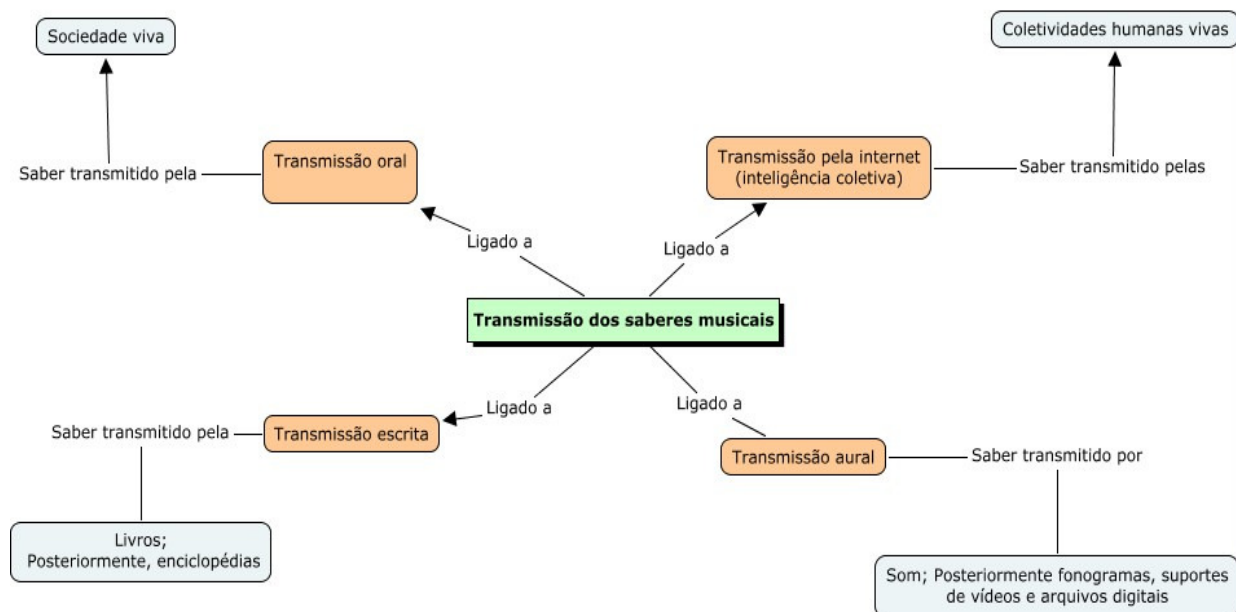 Sociedade viva
Coletividades humanas vivas
Saber transmitido pela
Transmissão oral
Transmissão pela internet
(inteligência coletiva)
Saber transmitido pelas
Ligado a
Ligado a
Transmissão dos saberes musicais
Ligado a
Ligado a
Saber transmitido pela
Transmissão escrita
Transmissão aural
Saber transmitido por
Livros;
Posteriormente, enciclopédias
Som; Posteriormente fonogramas, suportes
de vídeos e arquivos digitais